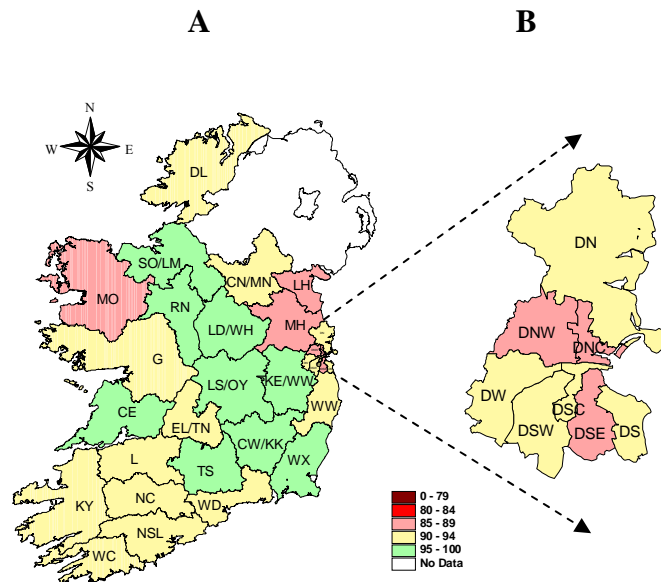 A
B
N
W E
S
DL
SO/LM
CN/MN
LH
MO
RN
MH
LD/WH
G
LS/OY
KE/WW
CE
EL/TN
WW
L
CW/KK
WX
TS
KY
NC
WD
NSL
WC
DN
DNW
DNC
DW
DSC
DSW
DSE
DS
0 - 79
80 - 84
85 - 89
90 - 94
95 - 100
No Data